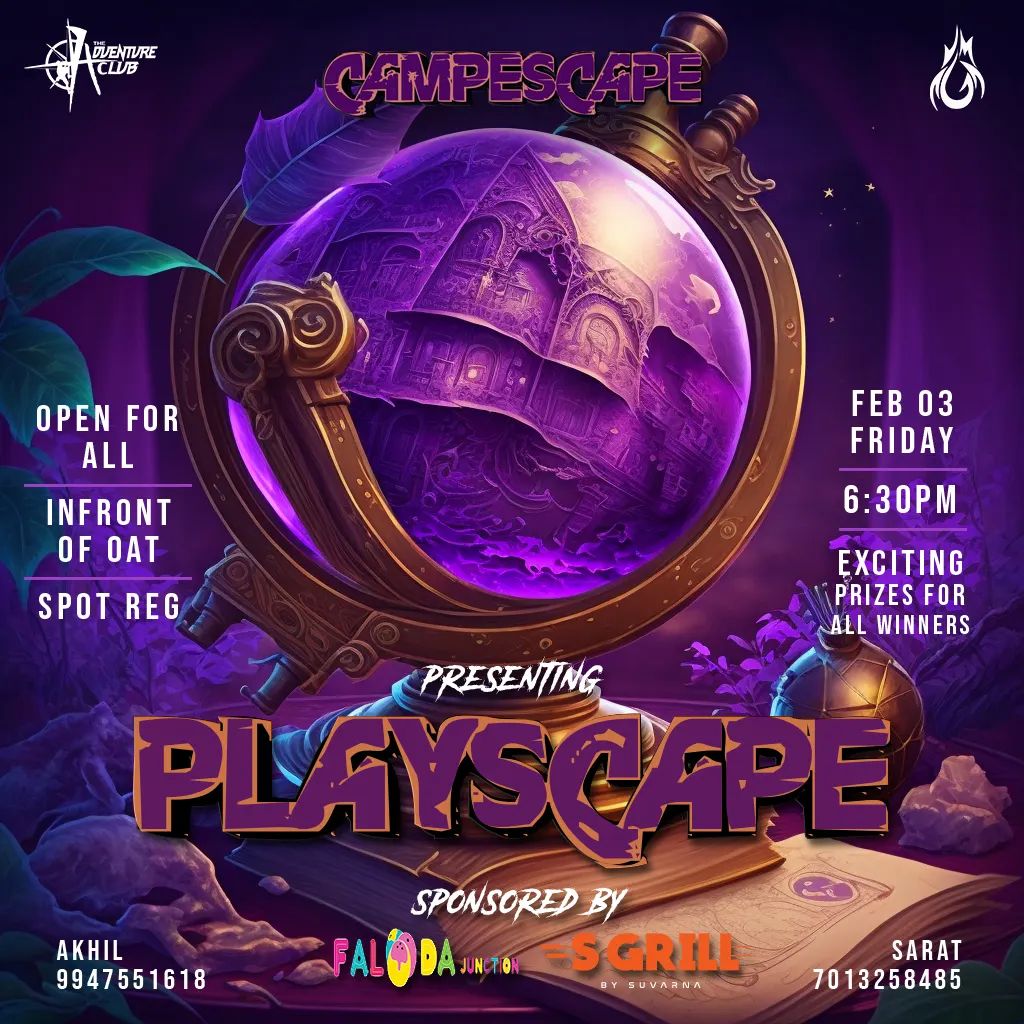 THE
ADVENTURE
CLUB
CAMPESCAPE
OPEN FOR
ALL
INFRONT
OF OAT
SPOT REG
FEB 03
FRIDAY
6:30PM
EXCITING
PRIZES FOR
ALL WINNERS
PRESENTING
PLAYSCAPE
SPONSORED BY
FALODA JUNCTION
S GRILL
BY SUVARNA
AKHIL
9947551618
SARAT
7013258485